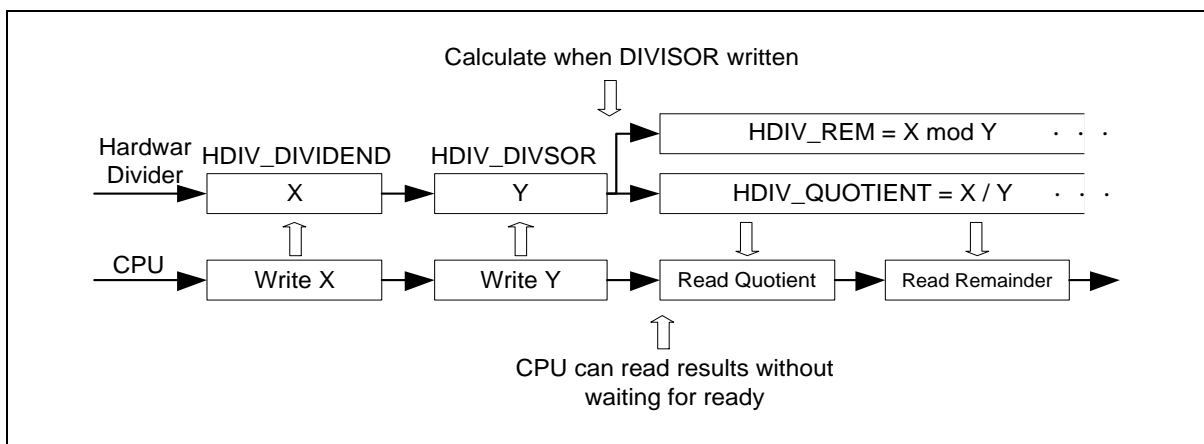 Calculate when DIVISOR written
Hardwar
Divider
HDIV_DIVIDEND
HDIV_DIVSOR
HDIV_REM = X mod Y . . .
X
Y
HDIV_QUOTIENT = X / Y . . .
CPU
Write X
Write Y
Read Quotient
Read Remainder
CPU can read results without
waiting for ready